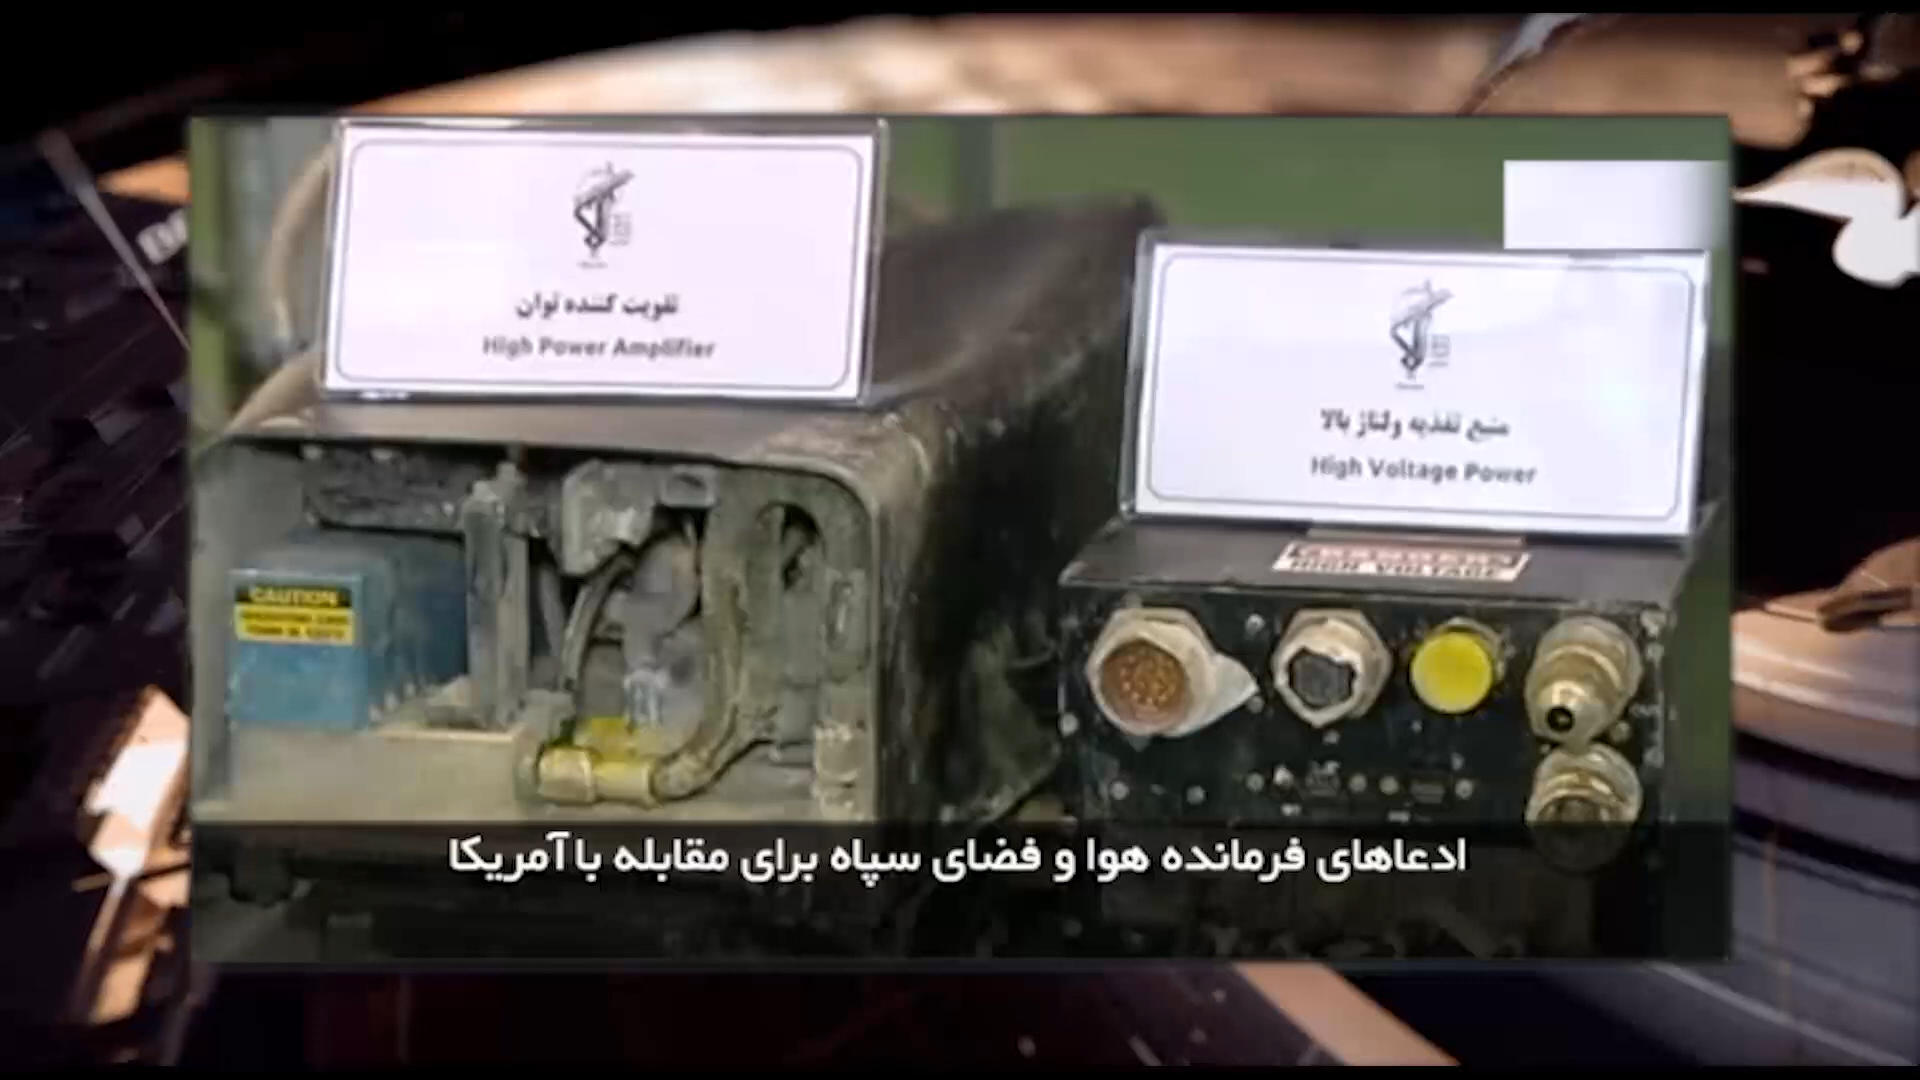 تقویت کننده توان
High Power Amplifier
منبع تغذیه ولتاژ بالا
High Voltage Power
HIGH VOLTAGE
CAUTION
ادعاهای فرمانده هوا و فضای سپاه برای مقابله با آمریکا